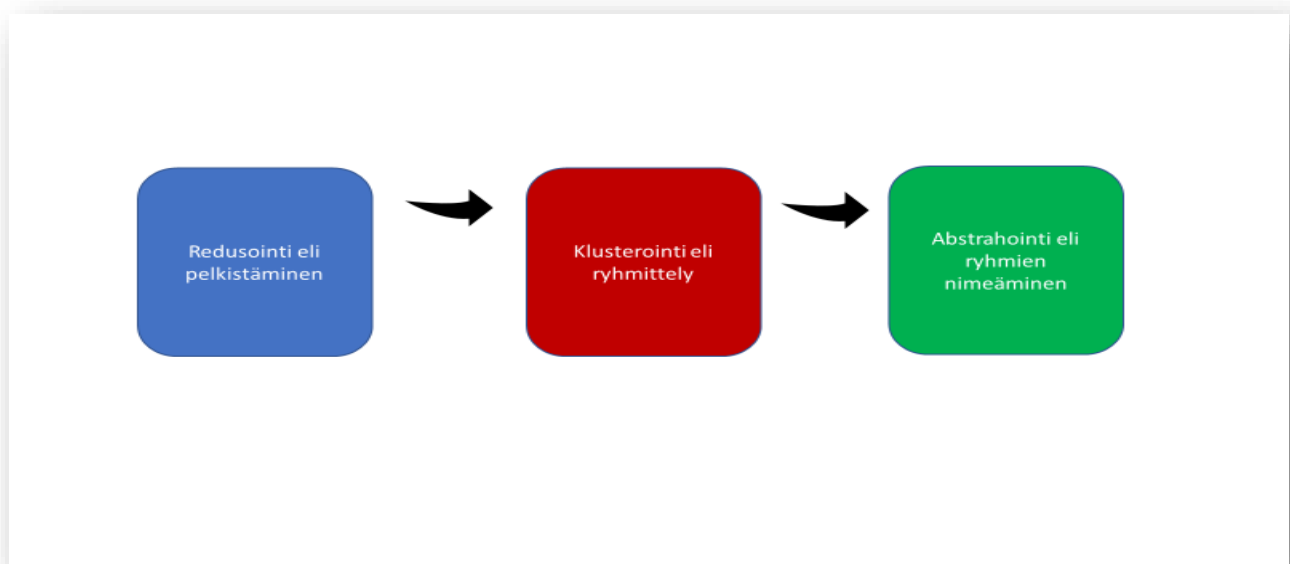 Redusointi eli
pelkistäminen
Klusterointi eli
ryhmittely
Abstrahointi eli
ryhmien
nimeäminen